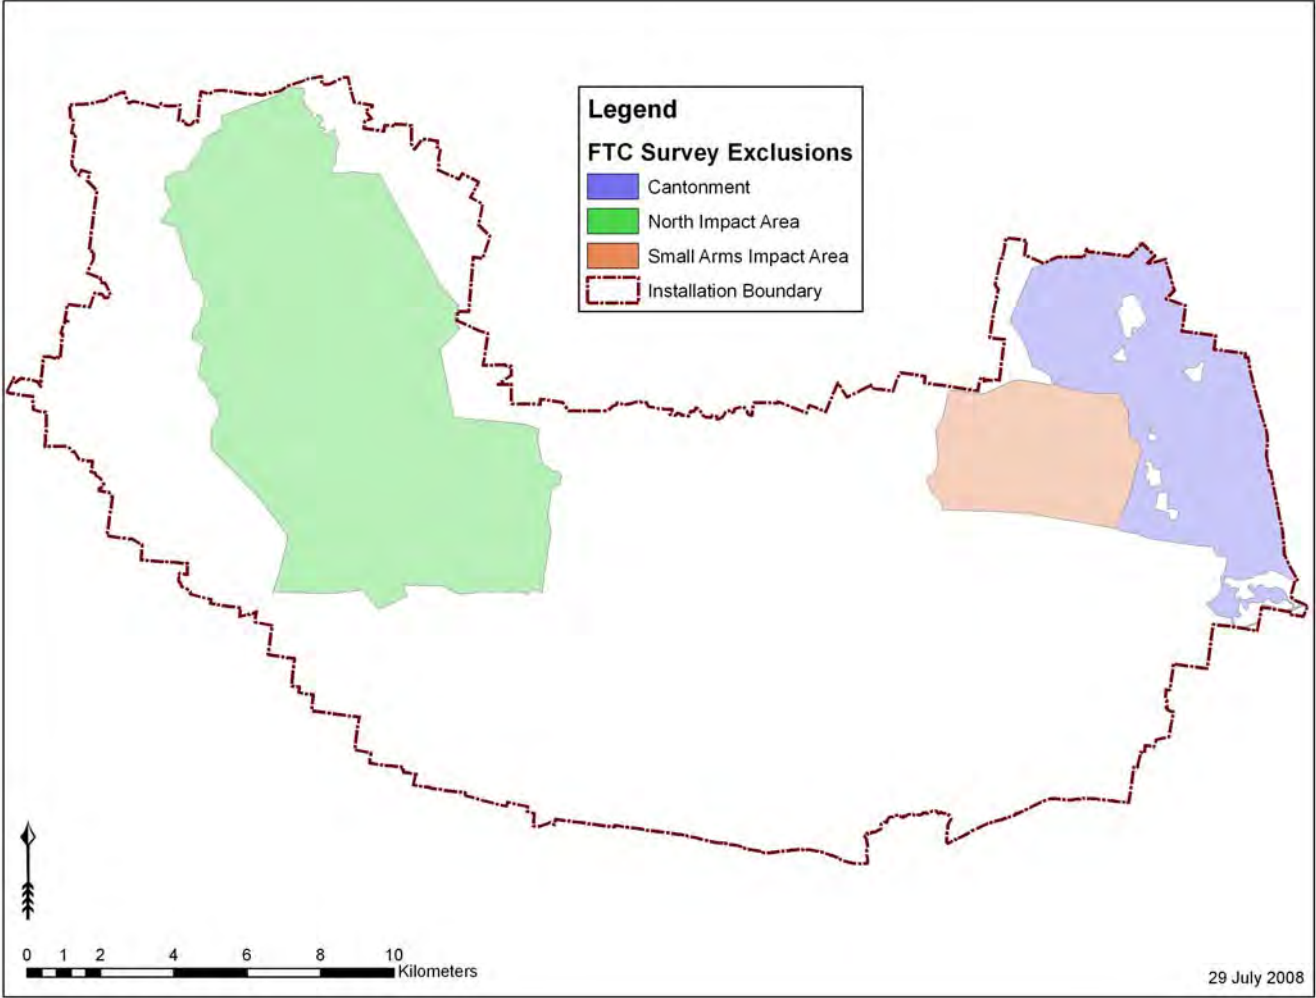 Legend
FTC Survey Exclusions
Cantonment
North Impact Area
Small Arms Impact Area
Installation Boundary
0 1 2 4 6 8 10
Kilometers
29 July 2008